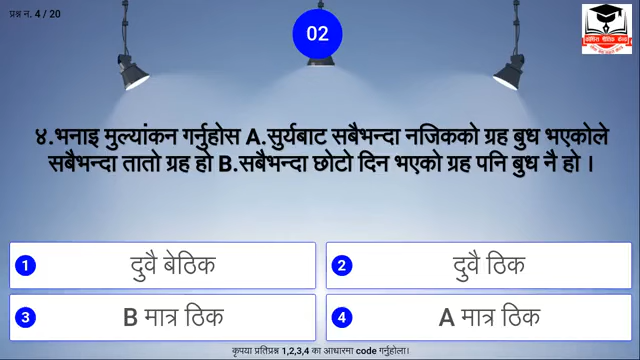 प्रश्न न. 4 / 20
02
४.भनाइ मुल्यांकन गर्नुहोस A.सुर्यबाट सबैभन्दा नजिकको ग्रह बुध भएकोले
सबैभन्दा तातो ग्रह हो B.सबैभन्दा छोटो दिन भएको ग्रह पनि बुध नै हो ।
1 दुवै बेठिक
2 दुवै ठिक
3 B मात्र ठिक
4 A मात्र ठिक
कृपया प्रतिप्रश्न 1,2,3,4 का आधारमा code गर्नुहोला।